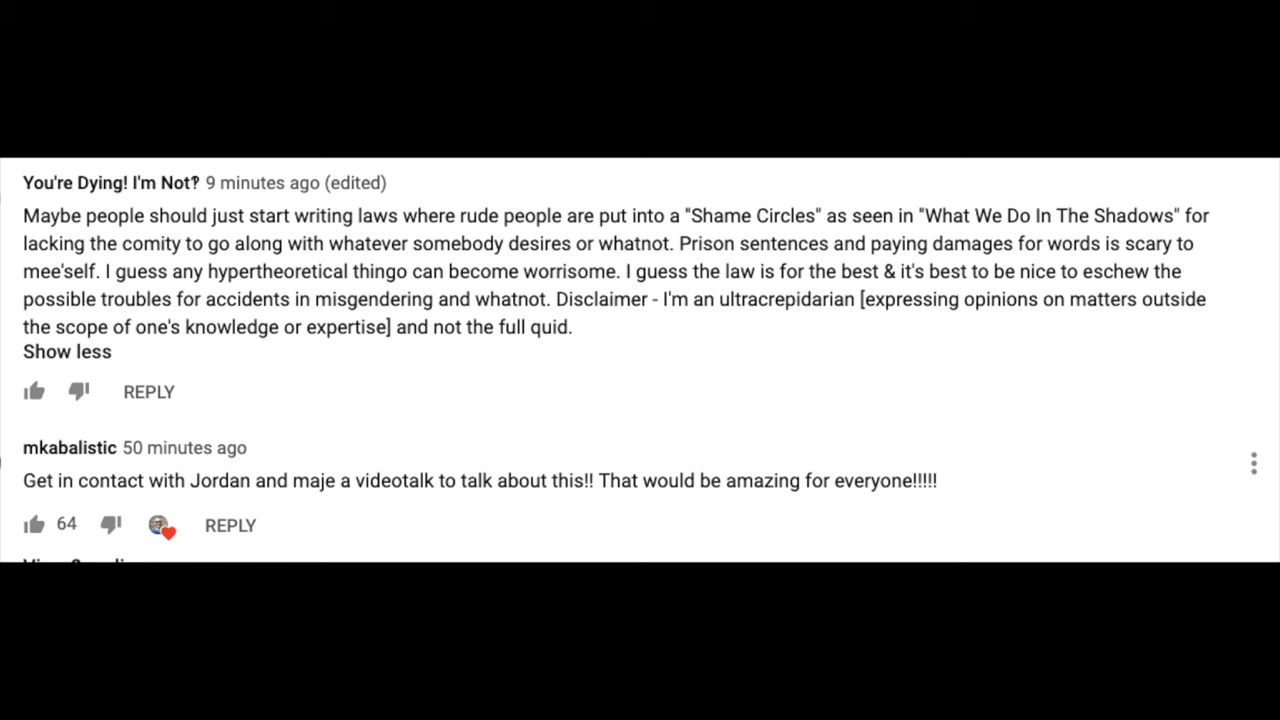 You're Dying! I'm Not? 9 minutes ago (edited)
Maybe people should just start writing laws where rude people are put into a "Shame Circles" as seen in "What We Do In The Shadows" for
lacking the comity to go along with whatever somebody desires or whatnot. Prison sentences and paying damages for words is scary to
mee'self. I guess any hypertheoretical thingo can become worrisome. I guess the law is for the best & it's best to be nice to eschew the
possible troubles for accidents in misgendering and whatnot. Disclaimer - I'm an ultracrepidarian [expressing opinions on matters outside
the scope of one's knowledge or expertise] and not the full quid.
Show less
REPLY
mkabalistic 50 minutes ago
Get in contact with Jordan and maje a videotalk to talk about this!! That would be amazing for everyone!!!!!
64 REPLY